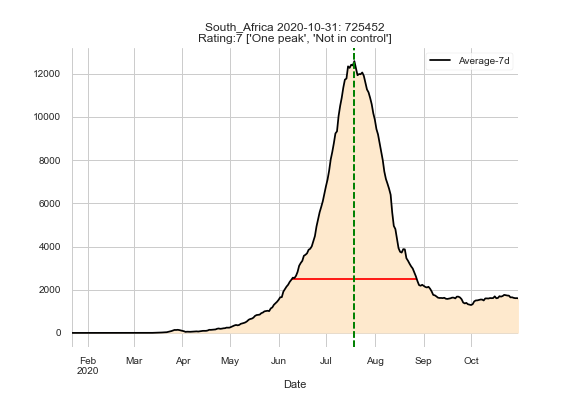 South_Africa 2020-10-31: 725452
Rating:7 ['One peak', 'Not in control']
Average-7d
12000
10000
8000
6000
4000
2000
0
Feb Mar Apr May Jun Jul Aug Sep Oct
2020
Date